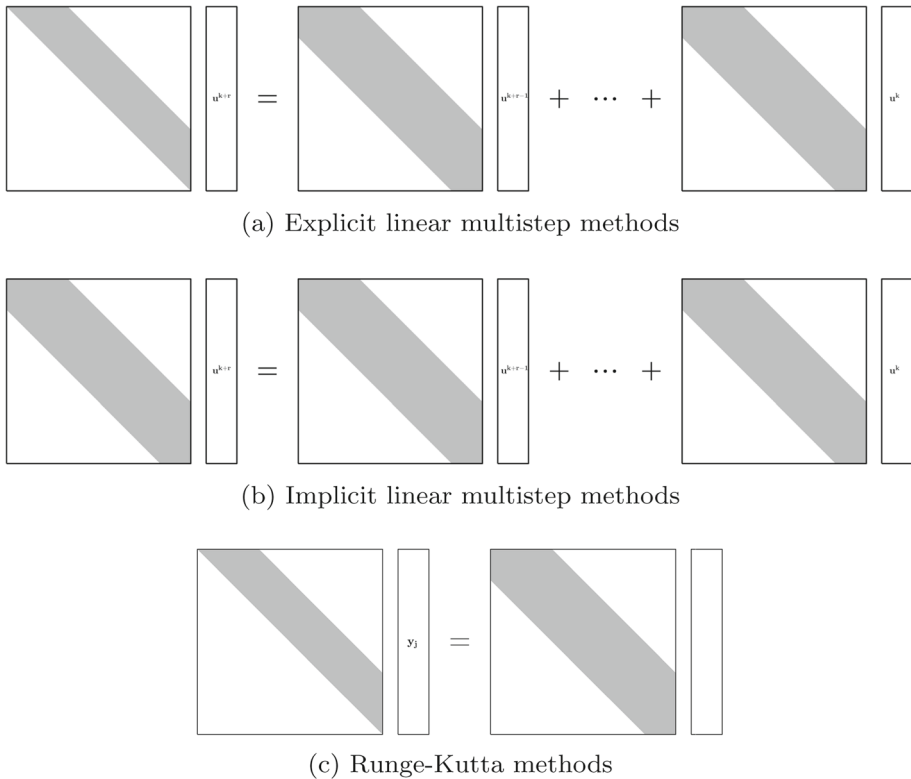 u^{k+r} = u^{k+r−1} + ··· + u^k
(a) Explicit linear multistep methods
u^{k+r} = u^{k+r−1} + ··· + u^k
(b) Implicit linear multistep methods
y_j =
(c) Runge-Kutta methods